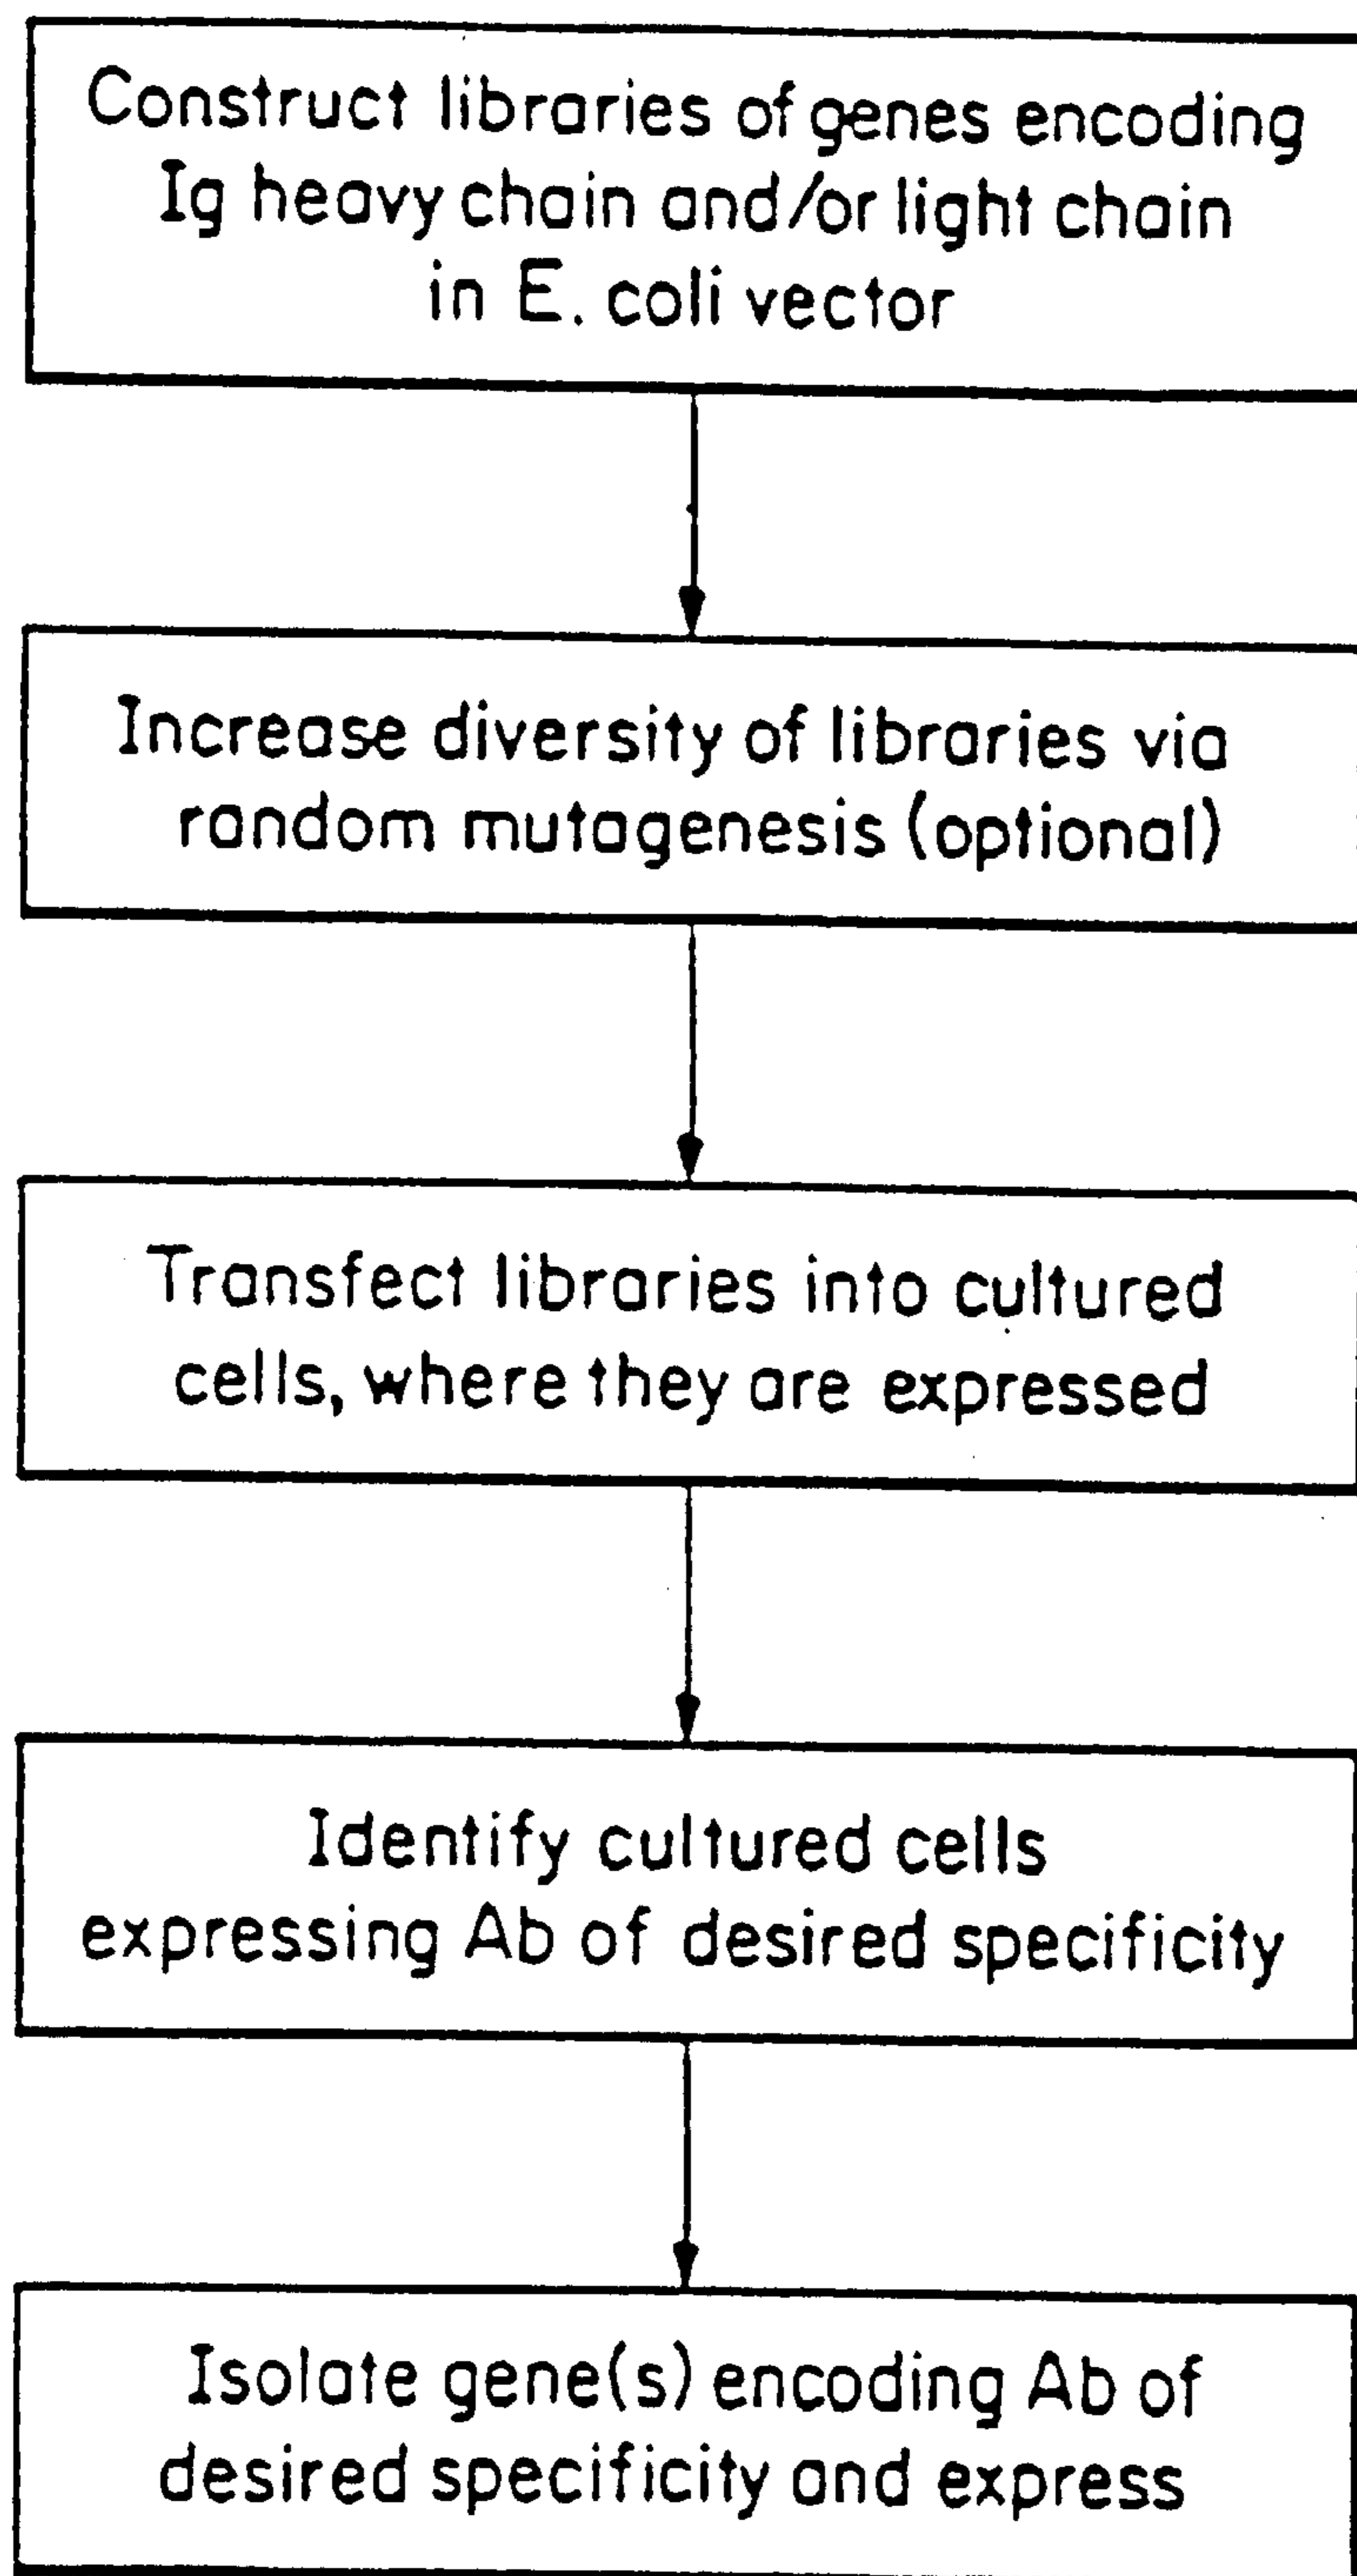 Construct libraries of genes encoding
Ig heavy chain and/or light chain
in E. coli vector
Increase diversity of libraries via
random mutagenesis (optional)
Transfect libraries into cultured
cells, where they are expressed
Identify cultured cells
expressing Ab of desired specificity
Isolate gene(s) encoding Ab of
desired specificity and express